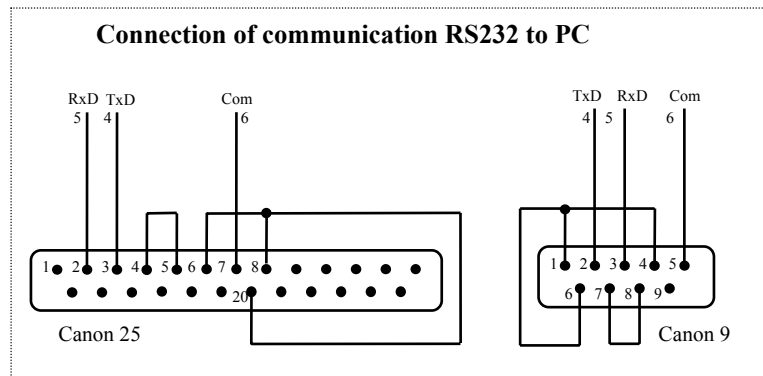 Connection of communication RS232 to PC
RxD TxD Com
5 4 6
1 2 3 4 5 6 7 8
20
Canon 25
TxD RxD Com
4 5 6
1 2 3 4 5
6 7 8 9
Canon 9